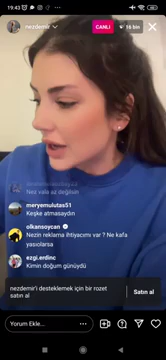 19:43
nezdemir
CANLI
16 bin
Nez vala az değilsin
meryemulutas51
Keşke atmasaydın
olkansoycan
Nezin reklama ihtiyacımı var ? Ne kafa
yasıyolarsa
ezgi.erdinc
Kimin doğum günüydü
nezdemir'i desteklemek için bir rozet
satın al
Satın al
Yorum Ekle...